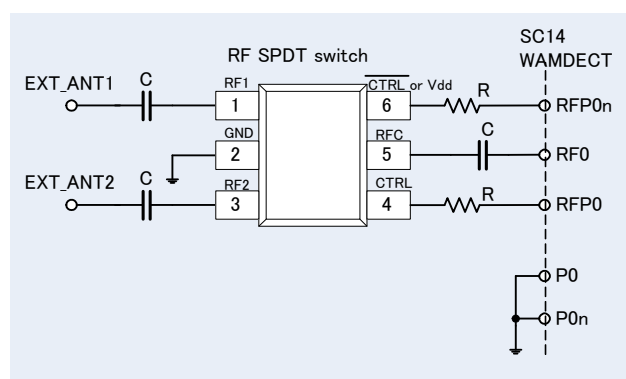 SC14
WAMDECT
RF SPDT switch
EXT_ANT1
C
RF1
1
CTRL or Vdd
6
R
RFP0n
GND
2
RFC
5
C
RF0
EXT_ANT2
C
RF2
3
CTRL
4
R
RFP0
P0
P0n